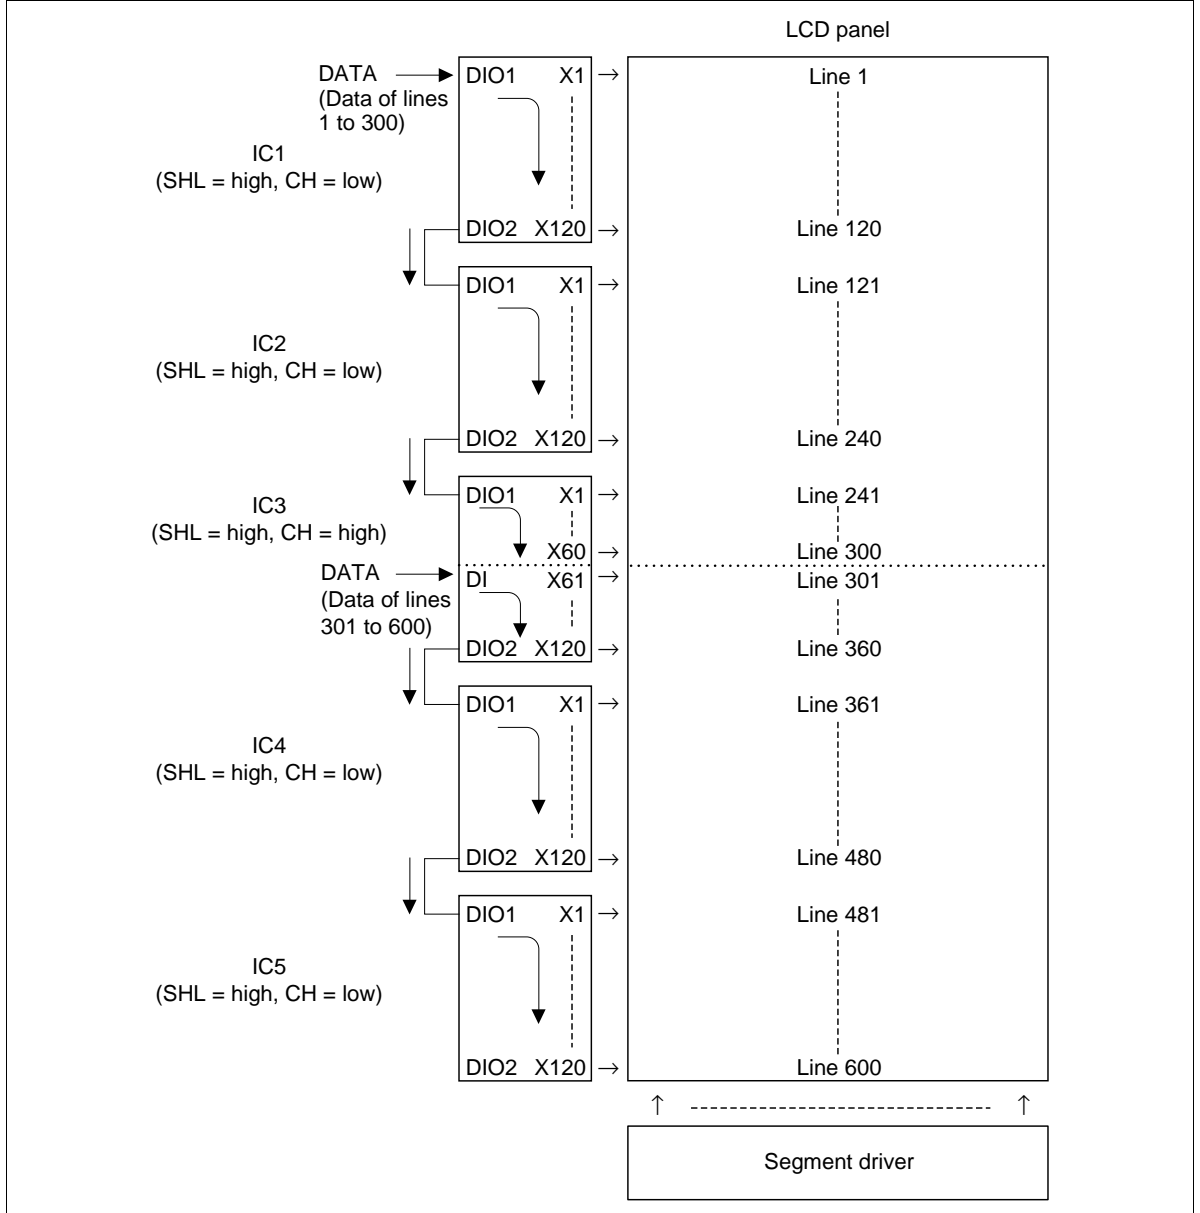 LCD panel
DATA
(Data of lines
1 to 300)
DIO1 X1 → Line 1
IC1
(SHL = high, CH = low)
DIO2 X120 → Line 120
DIO1 X1 → Line 121
IC2
(SHL = high, CH = low)
DIO2 X120 → Line 240
DIO1 X1 → Line 241
IC3
(SHL = high, CH = high)
X60 → Line 300
DATA
(Data of lines
301 to 600)
DI X61 → Line 301
DIO2 X120 → Line 360
DIO1 X1 → Line 361
IC4
(SHL = high, CH = low)
DIO2 X120 → Line 480
DIO1 X1 → Line 481
IC5
(SHL = high, CH = low)
DIO2 X120 → Line 600
↑ ↑
Segment driver